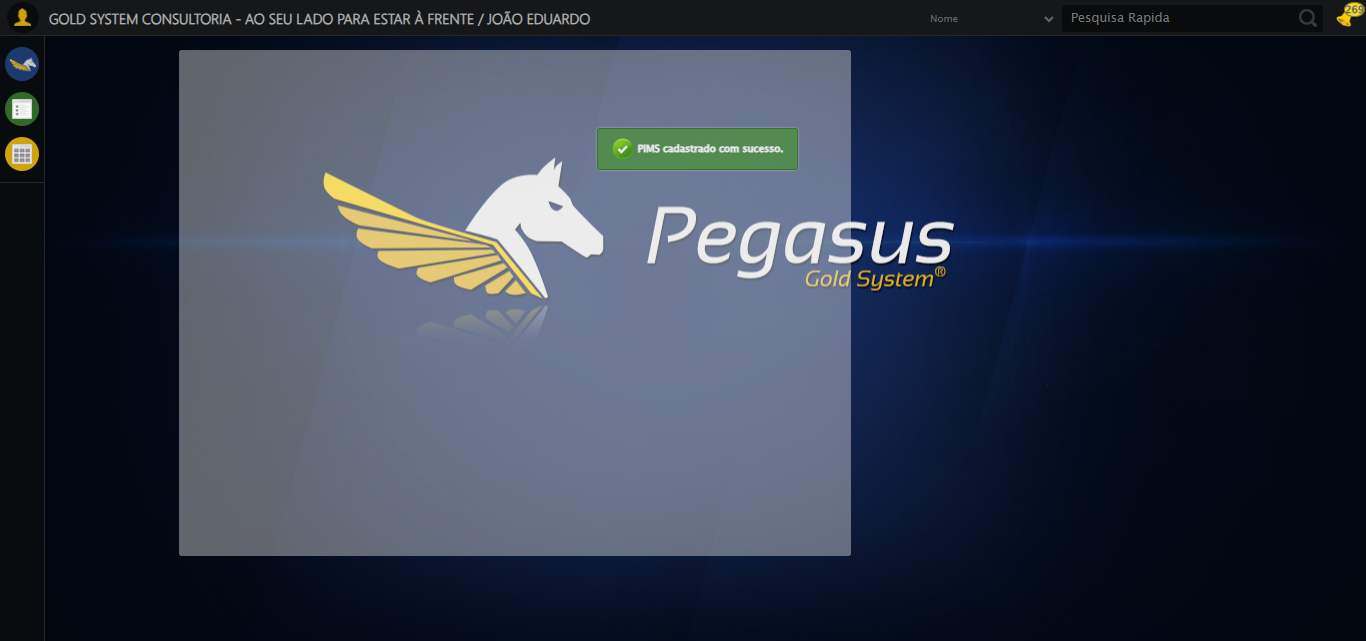 GOLD SYSTEM CONSULTORIA - AO SEU LADO PARA ESTAR À FRENTE / JOÃO EDUARDO
Nome
Pesquisa Rapida
269
PIMS cadastrado com sucesso.
Pegasus
Gold System®